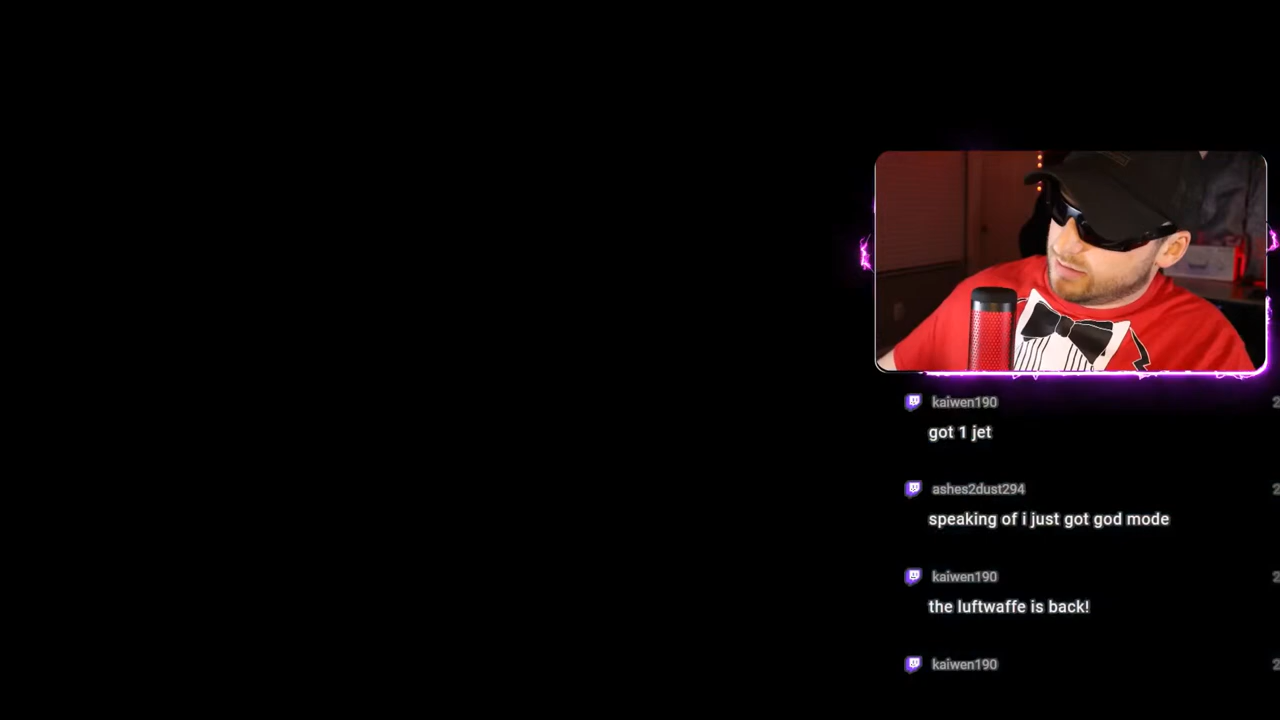 kaiwen190
got 1 jet
ashes2dust294
speaking of i just got god mode
kaiwen190
the luftwaffe is back!
kaiwen190